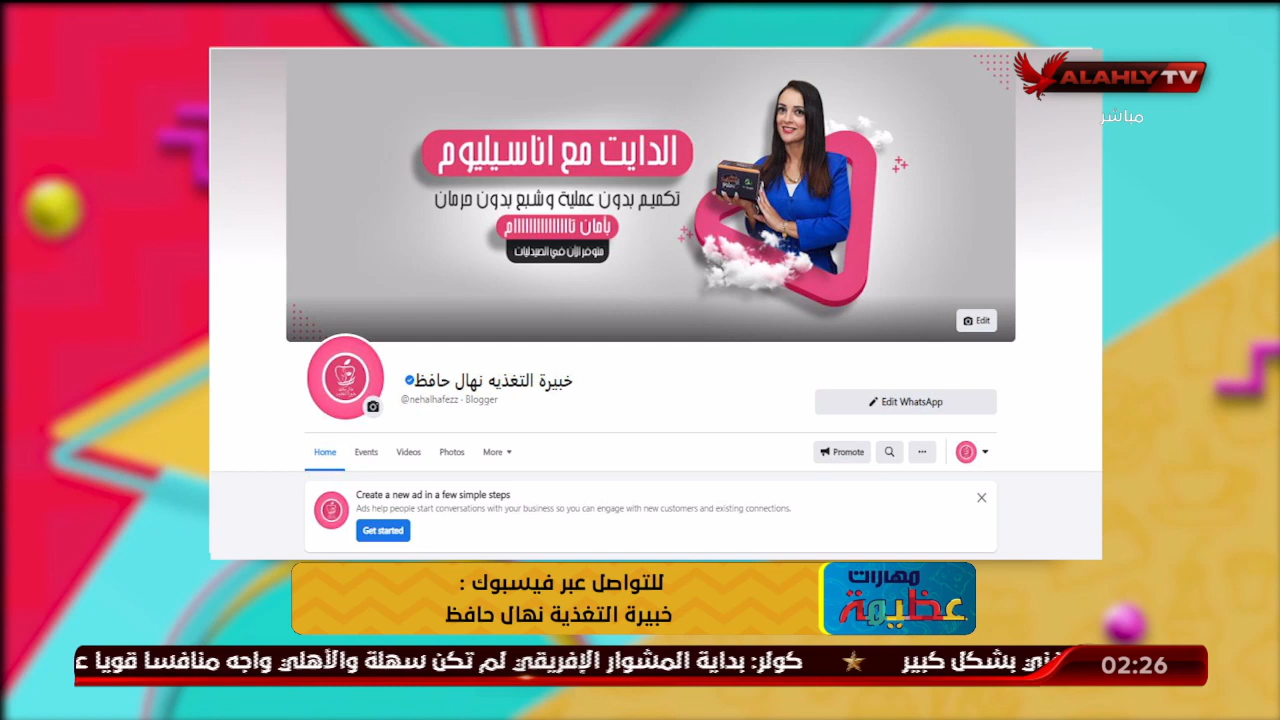 ALAHLY TV
مباشر
الدايت مع اناسيليوم
تكميم بدون عملية وشبع بدون حرمان
بأمان تااااااااااااااام
متوفر الآن في الصيدليات
Edit
خبيرة التغذيه نهال حافظ
@nehalhafezz · Blogger
Edit WhatsApp
Home Events Videos Photos More
Promote
Create a new ad in a few simple steps
Ads help people start conversations with your business so you can engage with new customers and existing connections.
Get started
مهارات
عظيمة
للتواصل عبر فيسبوك :
خبيرة التغذية نهال حافظ
بشكل كبير ★ كولر: بداية المشوار الإفريقي لم تكن سهلة والأهلي واجه منافسا قويا
02:26